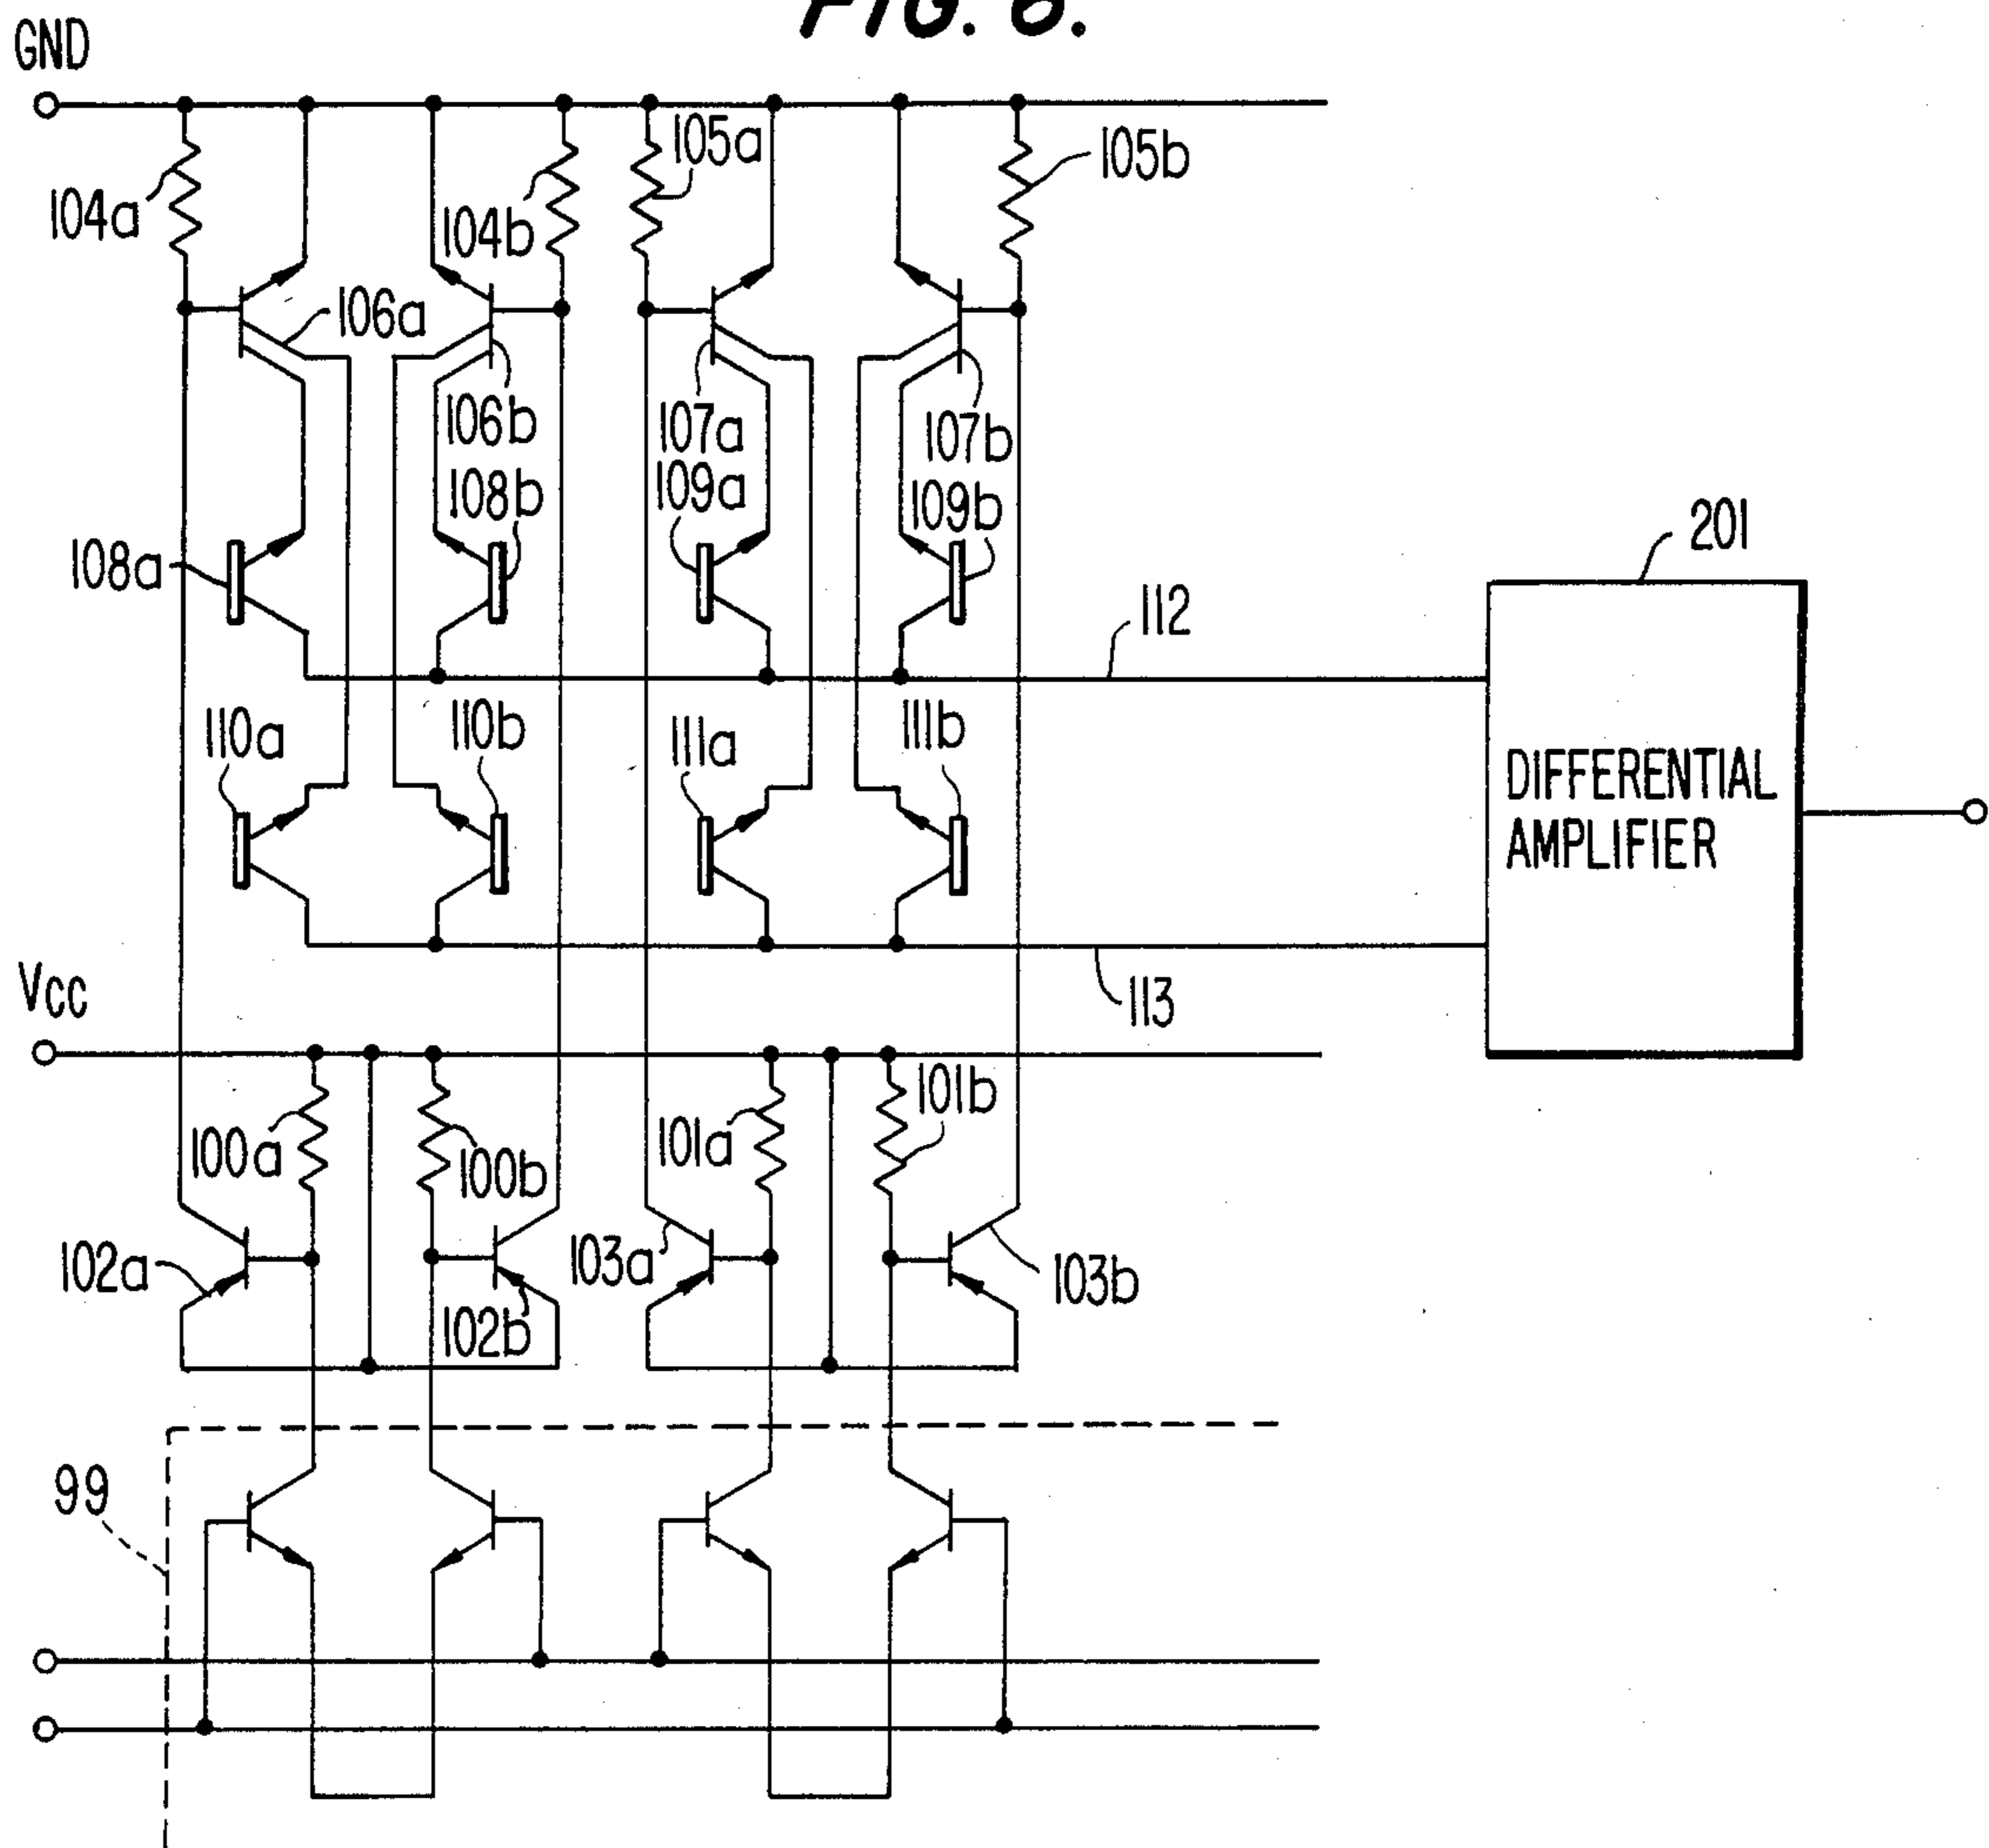 FIG. 6.
GND
104a
104b
105a
105b
106a
106b
107a
107b
108a
108b
109a
109b
201
112
110a
110b
111a
111b
DIFFERENTIAL
AMPLIFIER
113
Vcc
100a
100b
101a
101b
102a
102b
103a
103b
99